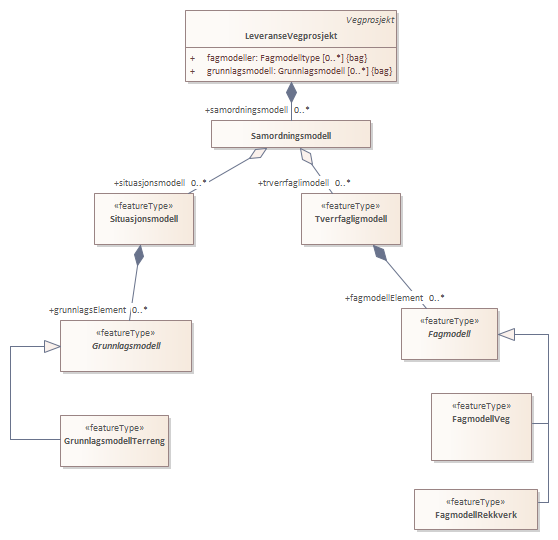 Vegprosjekt
LeveranseVegprosjekt
+ fagmodeller: Fagmodelltype [0..*] {bag}
+ grunnlagsmodell: Grunnlagsmodell [0..*] {bag}
+samordningsmodell 0..*
Samordningsmodell
+situasjonsmodell 0..*
+trverrfaglimodell 0..*
«featureType»
Situasjonsmodell
«featureType»
Tverrfagligmodell
+grunnlagsElement 0..*
+fagmodellElement 0..*
«featureType»
Grunnlagsmodell
«featureType»
Fagmodell
«featureType»
FagmodellVeg
«featureType»
GrunnlagsmodellTerreng
«featureType»
FagmodellRekkverk